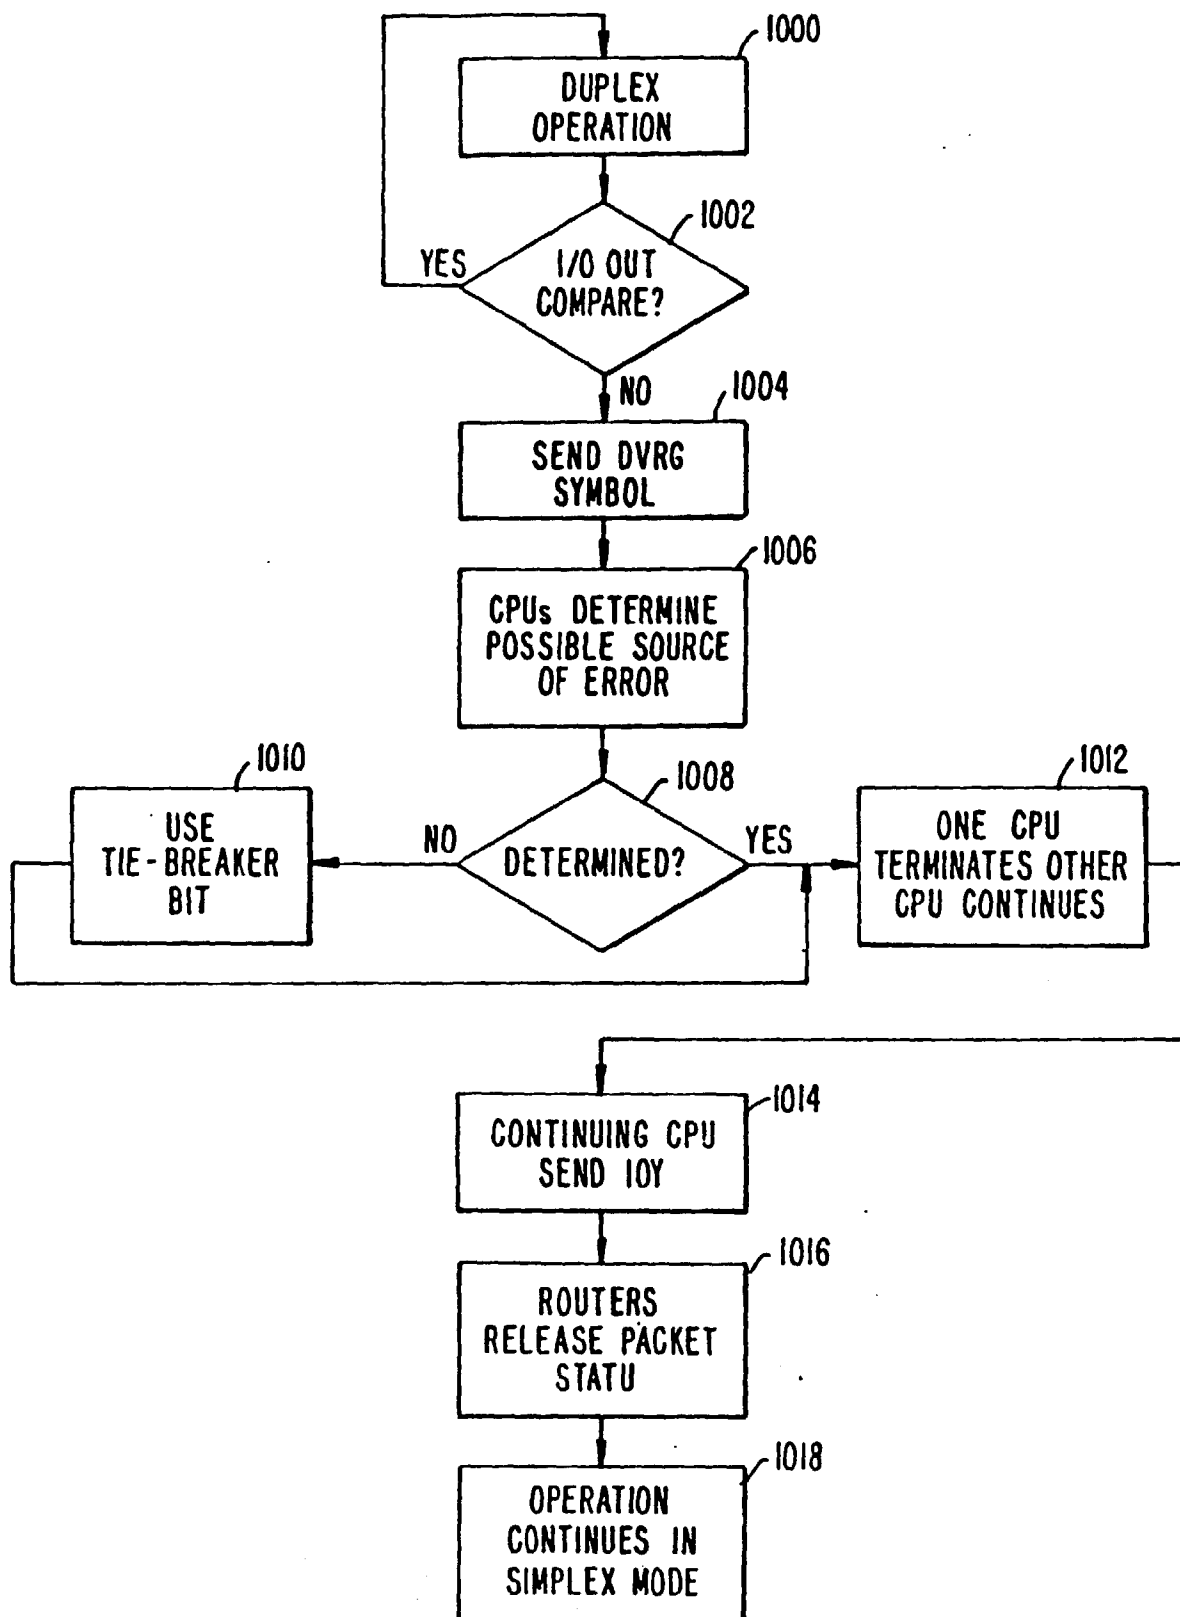 1000
DUPLEX
OPERATION
1002
YES
I/O OUT
COMPARE?
NO
1004
SEND DVRG
SYMBOL
1006
CPUs DETERMINE
POSSIBLE SOURCE
OF ERROR
1010
USE
TIE-BREAKER
BIT
1008
NO
DETERMINED?
YES
1012
ONE CPU
TERMINATES OTHER
CPU CONTINUES
1014
CONTINUING CPU
SEND IOY
1016
ROUTERS
RELEASE PACKET
STATU
1018
OPERATION
CONTINUES IN
SIMPLEX MODE